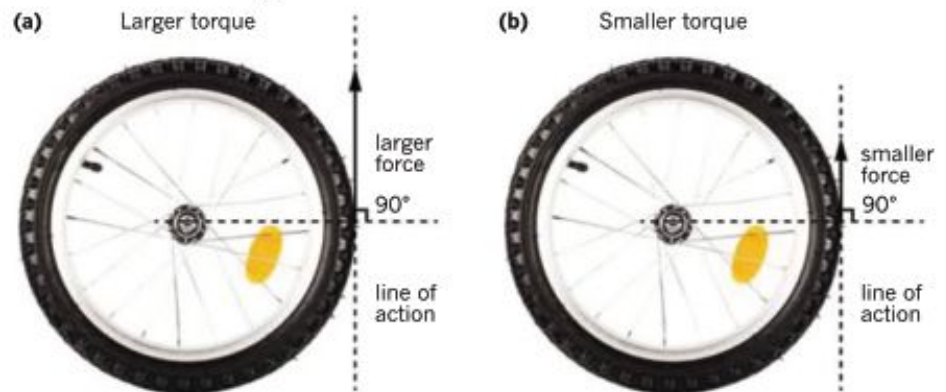 (a) Larger torque
larger
force
90°
line of
action
(b) Smaller torque
smaller
force
90°
line of
action